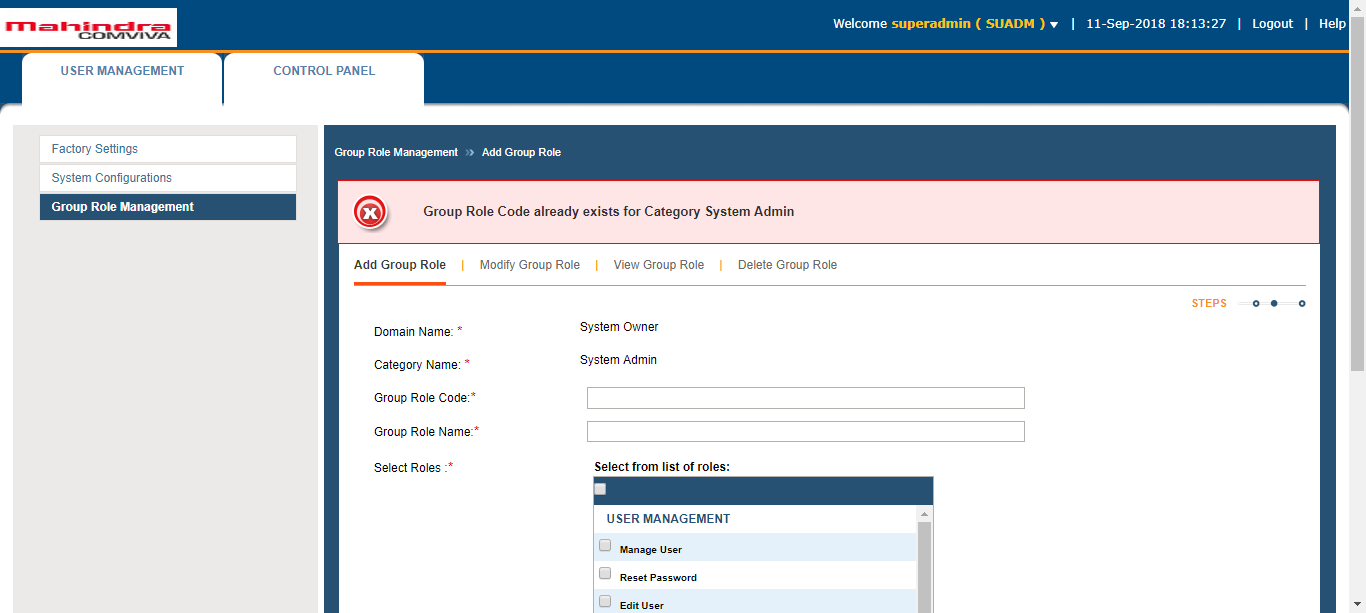 mahindra
COMVIVA
Welcome superadmin ( SUADM ) | 11-Sep-2018 18:13:27 | Logout | Help
USER MANAGEMENT
CONTROL PANEL
Factory Settings
System Configurations
Group Role Management
Group Role Management » Add Group Role
Group Role Code already exists for Category System Admin
Add Group Role | Modify Group Role | View Group Role | Delete Group Role
STEPS
Domain Name: * System Owner
Category Name: * System Admin
Group Role Code:*
Group Role Name:*
Select Roles :* Select from list of roles:
USER MANAGEMENT
Manage User
Reset Password
Edit User